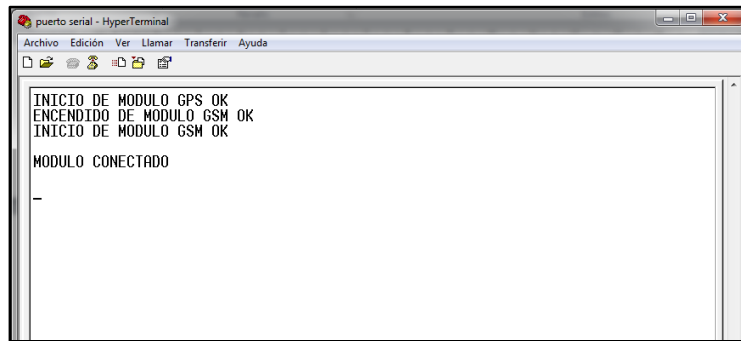 puerto serial - HyperTerminal
Archivo Edición Ver Llamar Transferir Ayuda
INICIO DE MODULO GPS OK
ENCENDIDO DE MODULO GSM OK
INICIO DE MODULO GSM OK
MODULO CONECTADO